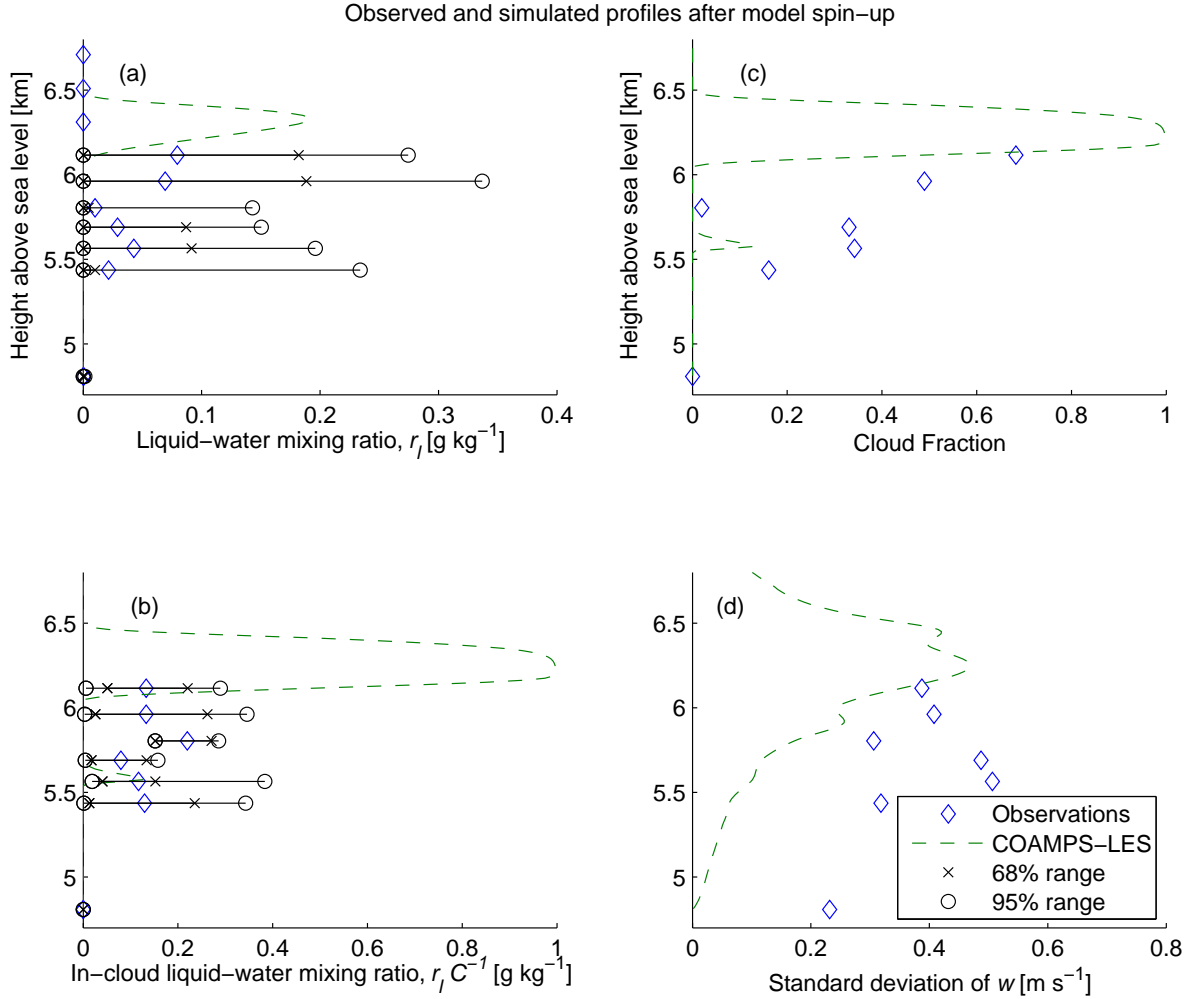 Observed and simulated profiles after model spin−up
(a)
Height above sea level [km]
6.5
6
5.5
5
0 0.1 0.2 0.3 0.4
Liquid−water mixing ratio, r_l [g kg⁻¹]
(c)
Height above sea level [km]
6.5
6
5.5
5
0 0.2 0.4 0.6 0.8 1
Cloud Fraction
(b)
6.5
6
5.5
5
0 0.2 0.4 0.6 0.8 1
In−cloud liquid−water mixing ratio, r_l C⁻¹ [g kg⁻¹]
(d)
6.5
6
5.5
5
Observations
COAMPS−LES
68% range
95% range
0 0.2 0.4 0.6 0.8
Standard deviation of w [m s⁻¹]